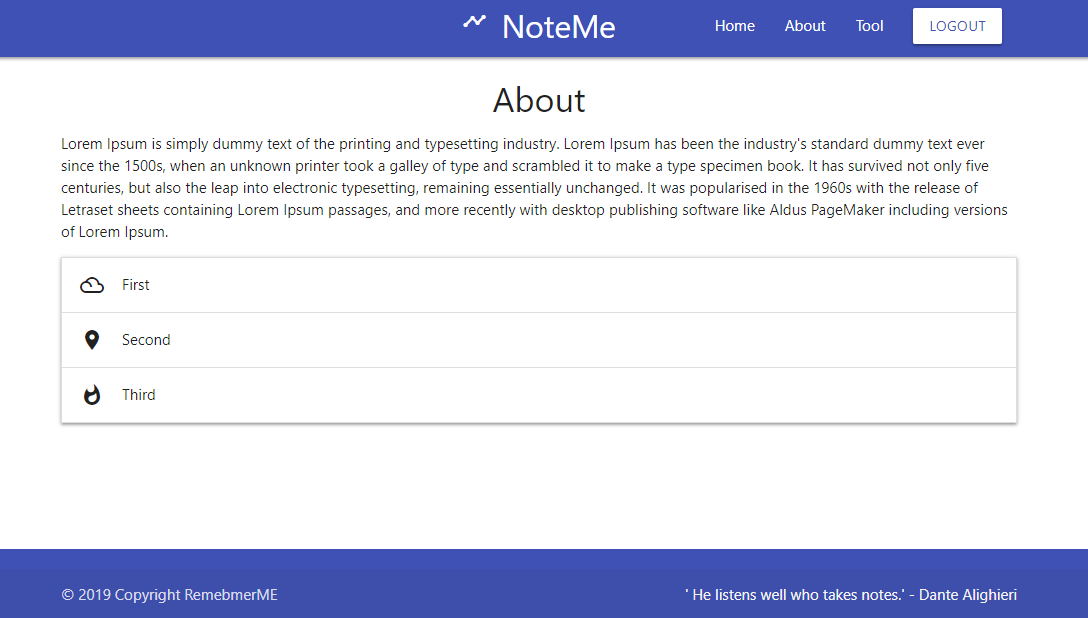 NoteMe
Home About Tool LOGOUT
About
Lorem Ipsum is simply dummy text of the printing and typesetting industry. Lorem Ipsum has been the industry's standard dummy text ever
since the 1500s, when an unknown printer took a galley of type and scrambled it to make a type specimen book. It has survived not only five
centuries, but also the leap into electronic typesetting, remaining essentially unchanged. It was popularised in the 1960s with the release of
Letraset sheets containing Lorem Ipsum passages, and more recently with desktop publishing software like Aldus PageMaker including versions
of Lorem Ipsum.
First
Second
Third
© 2019 Copyright RemebmerME
' He listens well who takes notes.' - Dante Alighieri